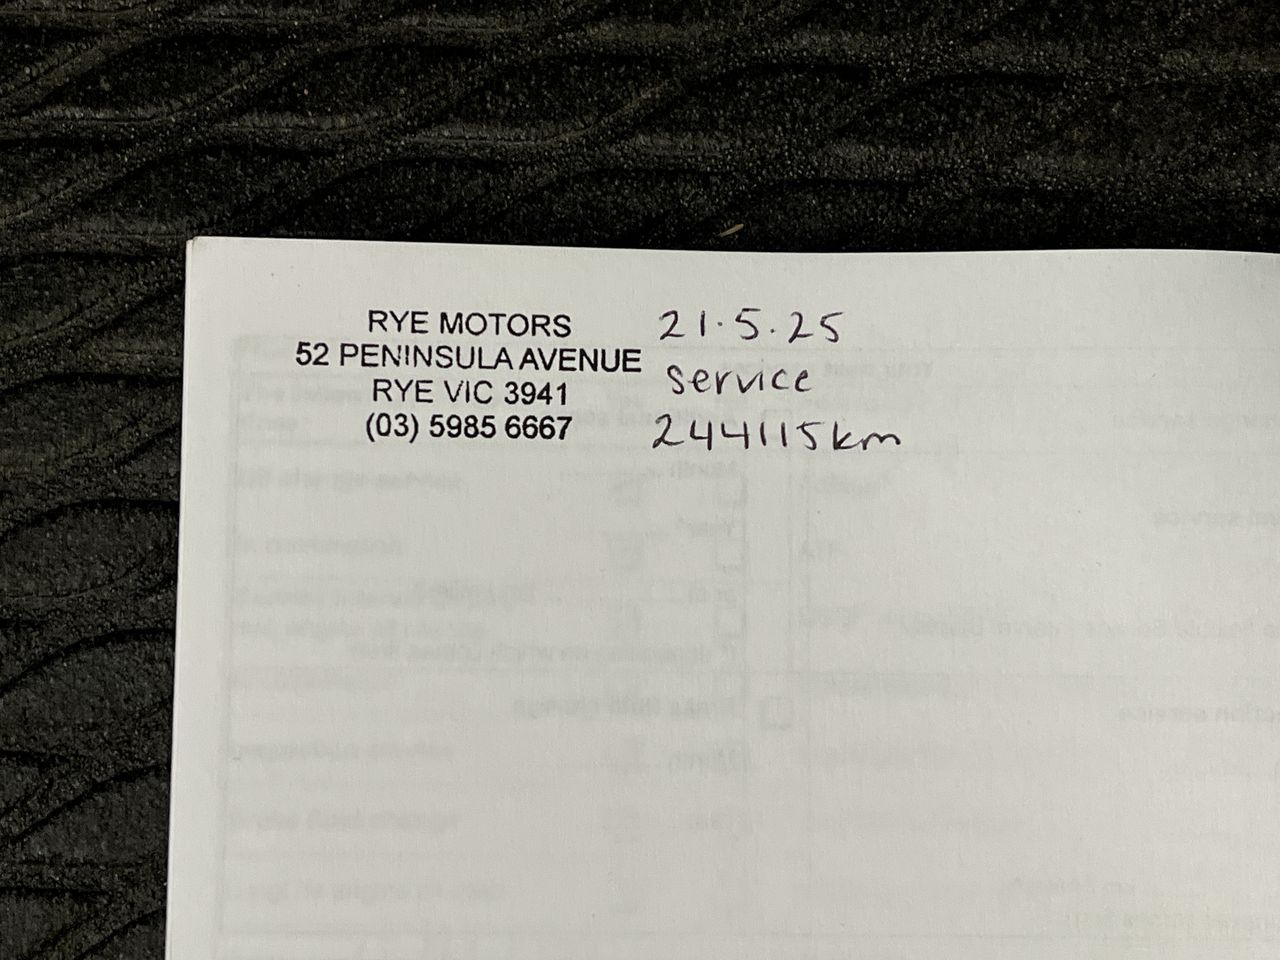 RYE MOTORS
52 PENINSULA AVENUE
RYE VIC 3941
(03) 5985 6667
21.5.25
service
244115km